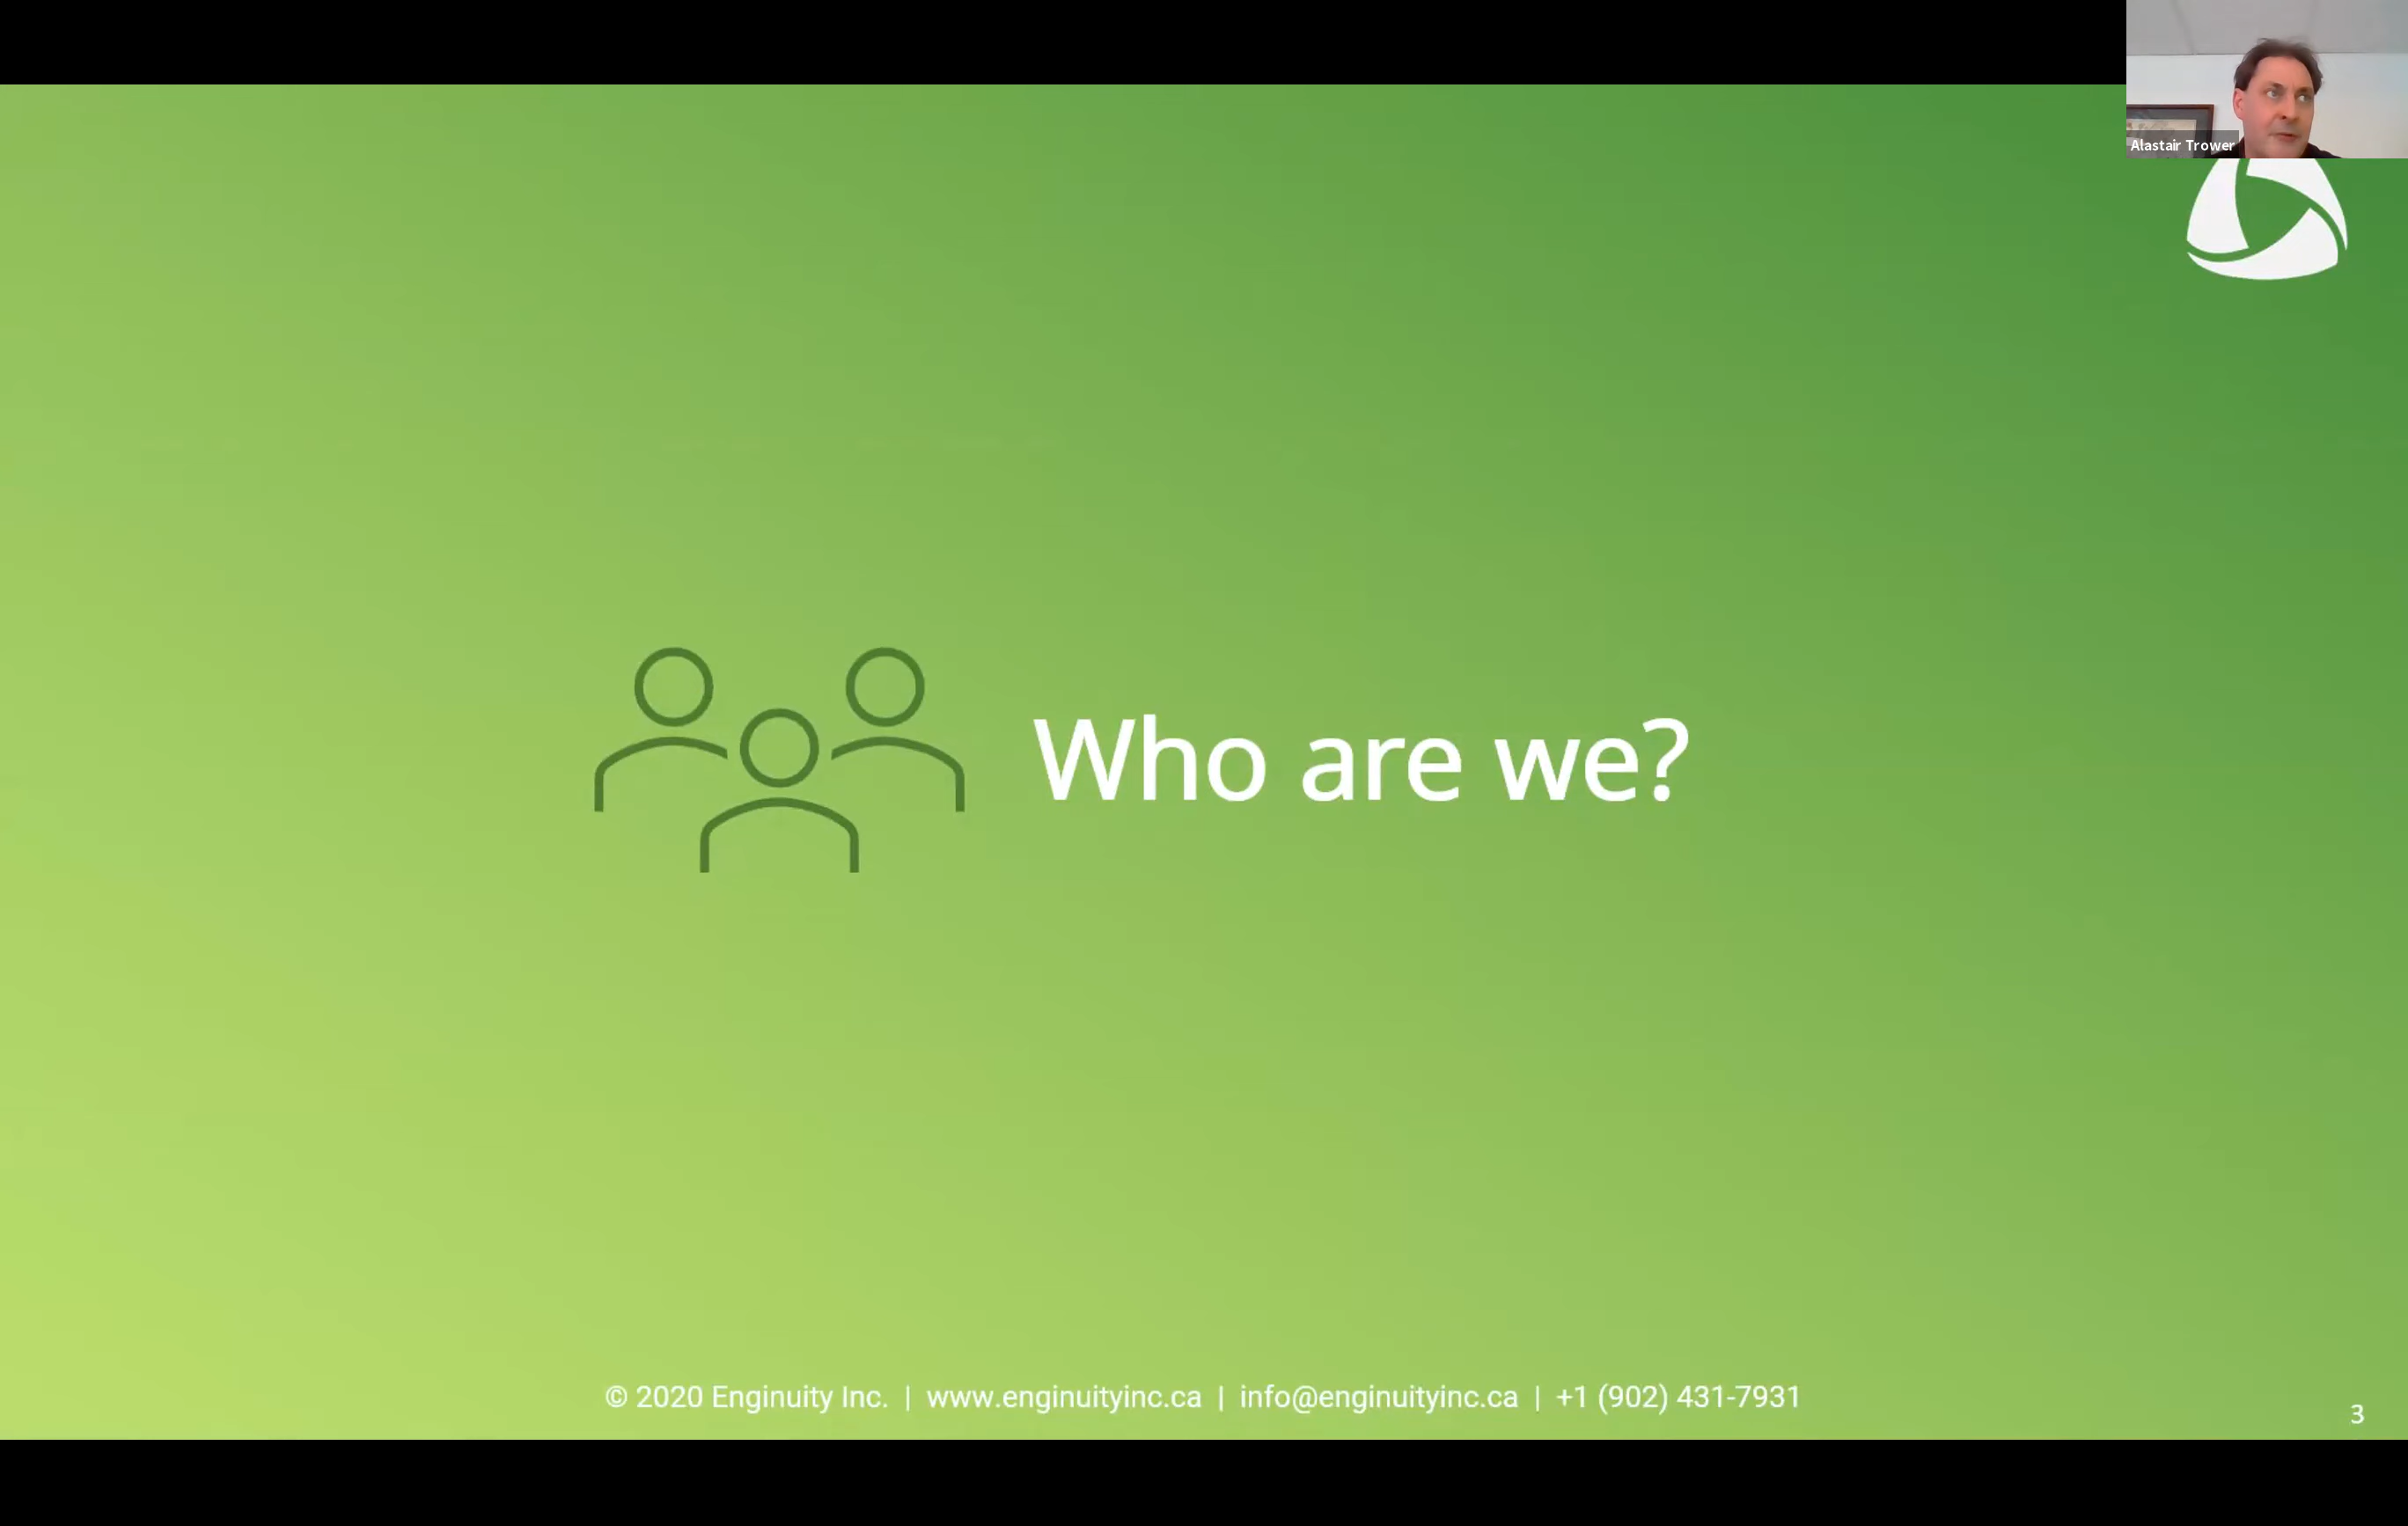 Alastair Trower
Who are we?
© 2020 Enginuity Inc. | www.enginuityinc.ca | info@enginuityinc.ca | +1 (902) 431-7931
3